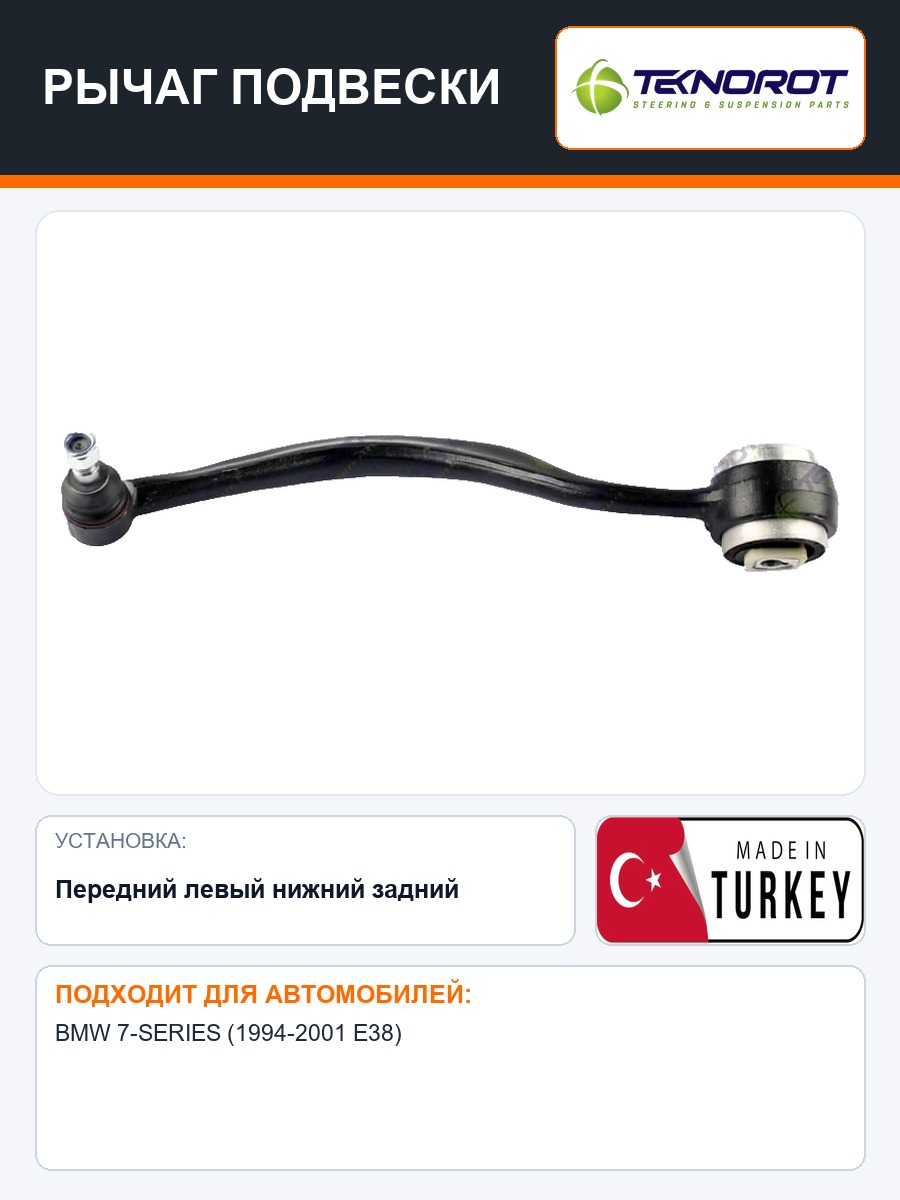 РЫЧАГ ПОДВЕСКИ
TEKNOROT
STEERING & SUSPENSION PARTS
УСТАНОВКА:
Передний левый нижний задний
MADE IN
TURKEY
ПОДХОДИТ ДЛЯ АВТОМОБИЛЕЙ:
BMW 7-SERIES (1994-2001 E38)